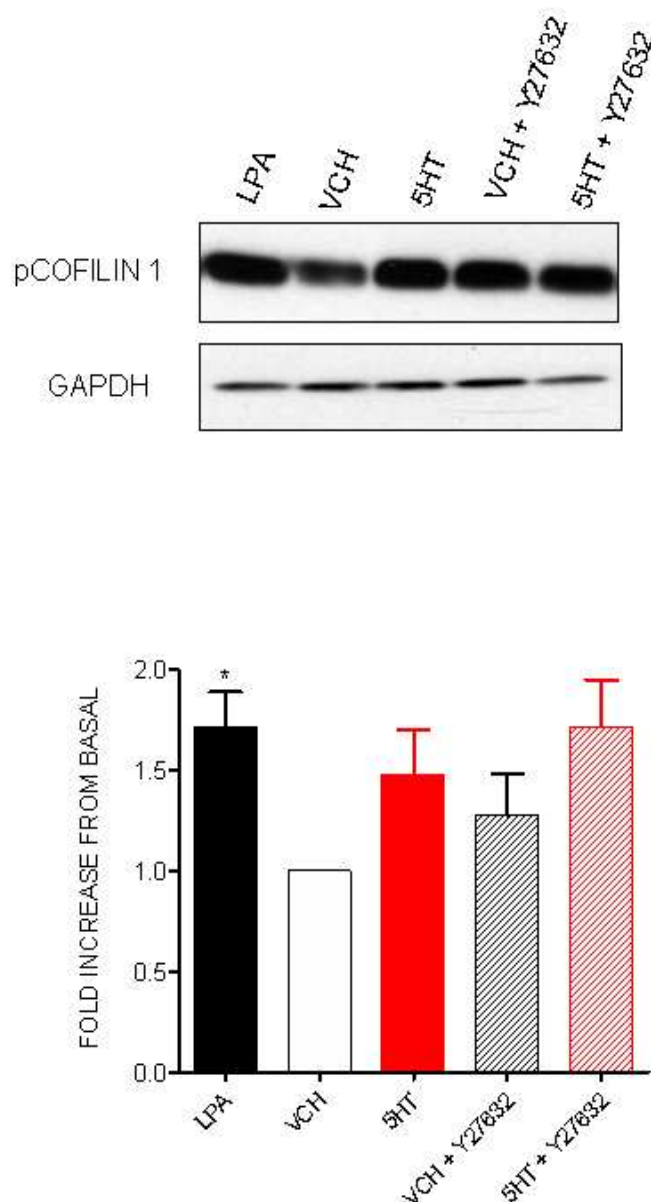 LPA
VCH
5HT
VCH + Y27632
5HT + Y27632
pCOFILIN 1
GAPDH
FOLD INCREASE FROM BASAL
2.0
1.5
1.0
0.5
0.0
*
LPA
VCH
5HT
VCH + Y27632
5HT + Y27632